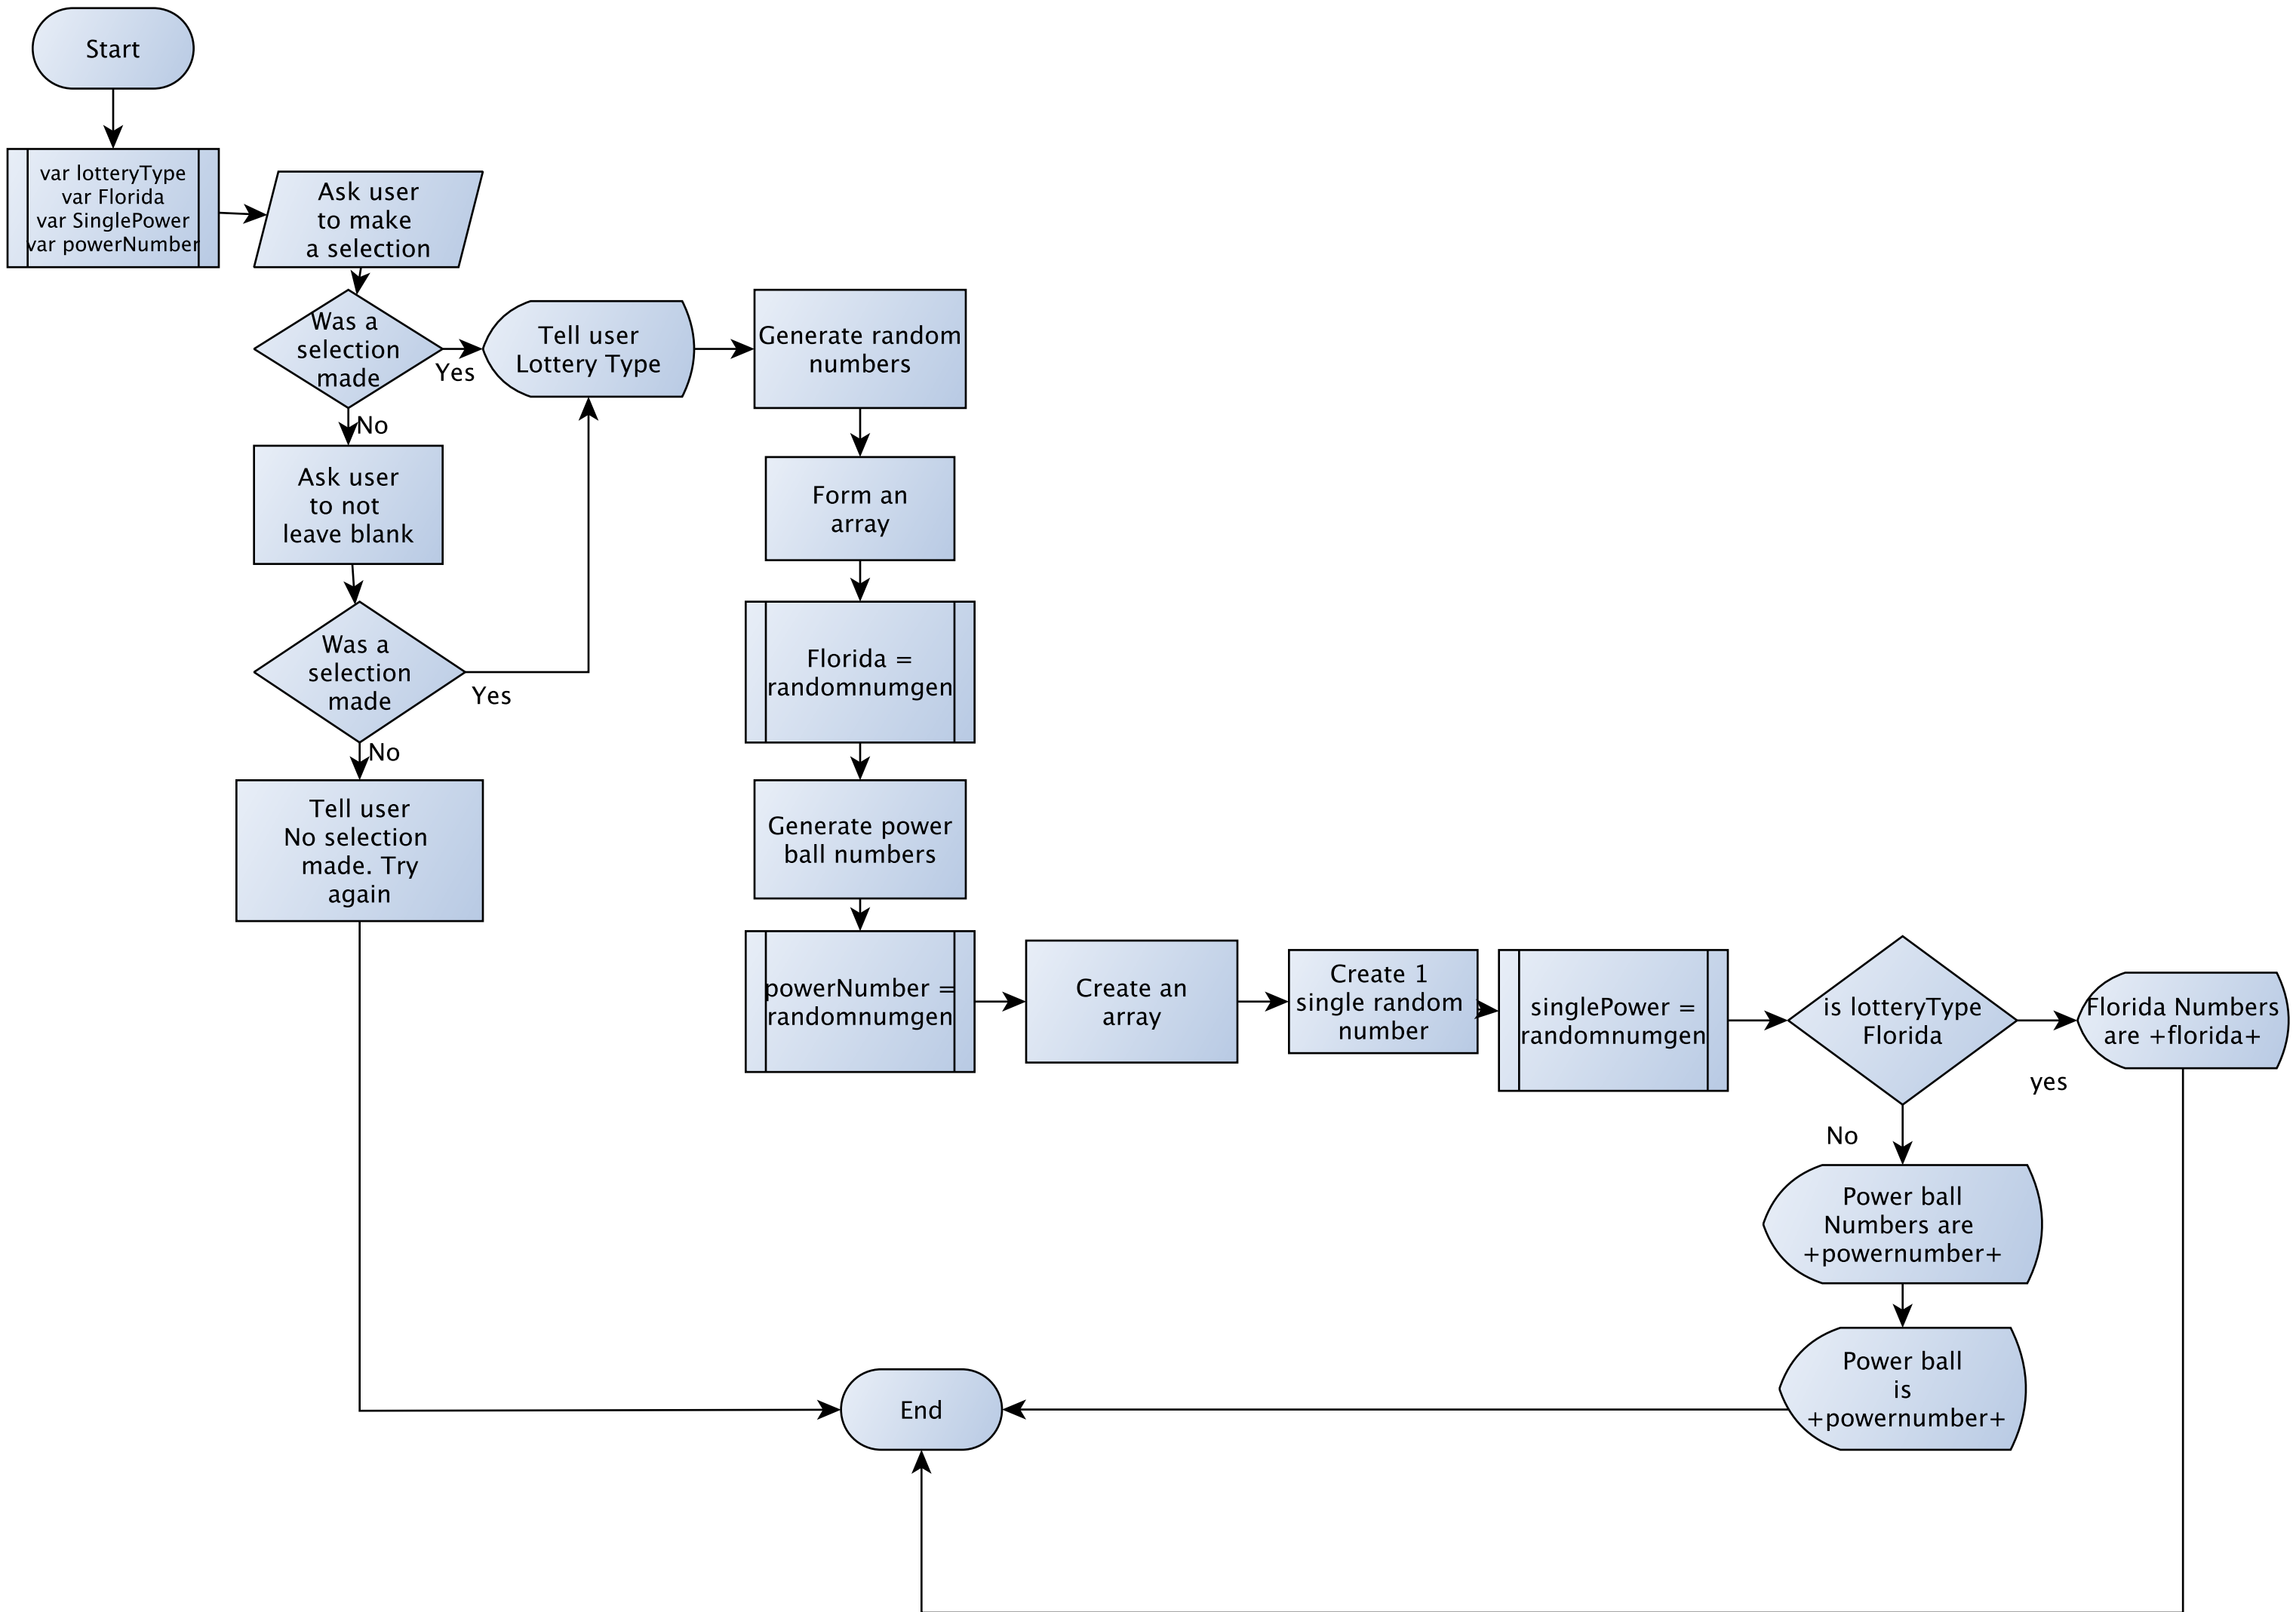 Start
var lotteryType
var Florida
var SinglePower
var powerNumber
Ask user
to make
a selection
Was a
selection
made
Yes
No
Tell user
Lottery Type
Generate random
numbers
Ask user
to not
leave blank
Form an
array
Was a
selection
made
Yes
No
Florida =
randomnumgen
Tell user
No selection
made. Try
again
Generate power
ball numbers
powerNumber =
randomnumgen
Create an
array
Create 1
single random
number
singlePower =
randomnumgen
is lotteryType
Florida
yes
No
Florida Numbers
are +florida+
Power ball
Numbers are
+powernumber+
Power ball
is
+powernumber+
End